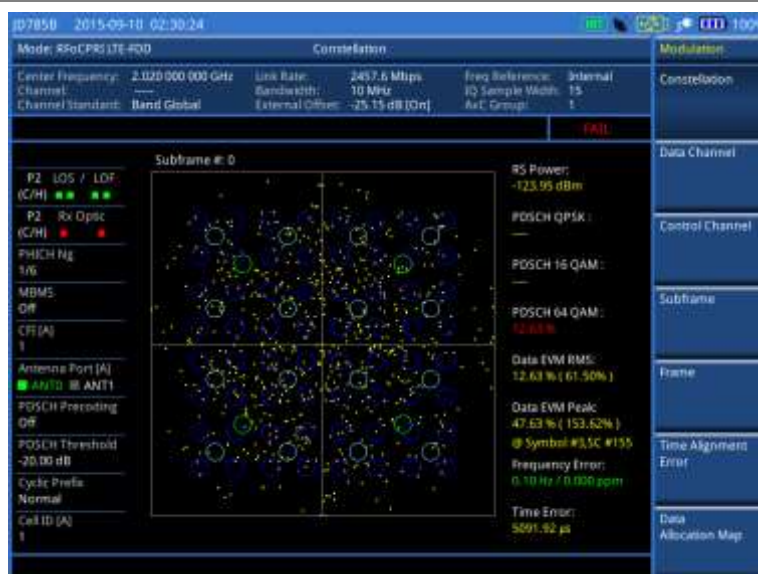 JD785B 2015-09-10 02:30:24 100%
Mode: RFoCPRI LTE-FDD Constellation Modulation
Center Frequency: 2.020 000 000 GHz Link Rate: 2457.6 Mbps Freq Reference: Internal
Channel: ---- Bandwidth: 10 MHz IQ Sample Width: 15
Channel Standard: Band Global External Offset: -25.15 dB [On] AxC Group: 1
FAIL
Constellation
Data Channel
Control Channel
Subframe
Frame
Time Alignment
Error
Data
Allocation Map
Subframe #: 0
P2 LOS / LOF
(C/H)
P2 Rx Optic
(C/H)
PHICH Ng
1/6
MBMS
Off
CFI [A]
1
Antenna Port [A]
ANT0 ANT1
PDSCH Precoding
Off
PDSCH Threshold
-20.00 dB
Cyclic Prefix
Normal
Cell ID [A]
1
RS Power:
-123.95 dBm
PDSCH QPSK :
----
PDSCH 16 QAM :
----
PDSCH 64 QAM :
12.63 %
Data EVM RMS:
12.63 % ( 61.50% )
Data EVM Peak:
47.63 % ( 153.62% )
@ Symbol #3,SC #155
Frequency Error:
0.10 Hz / 0.000 ppm
Time Error:
5091.92 µs